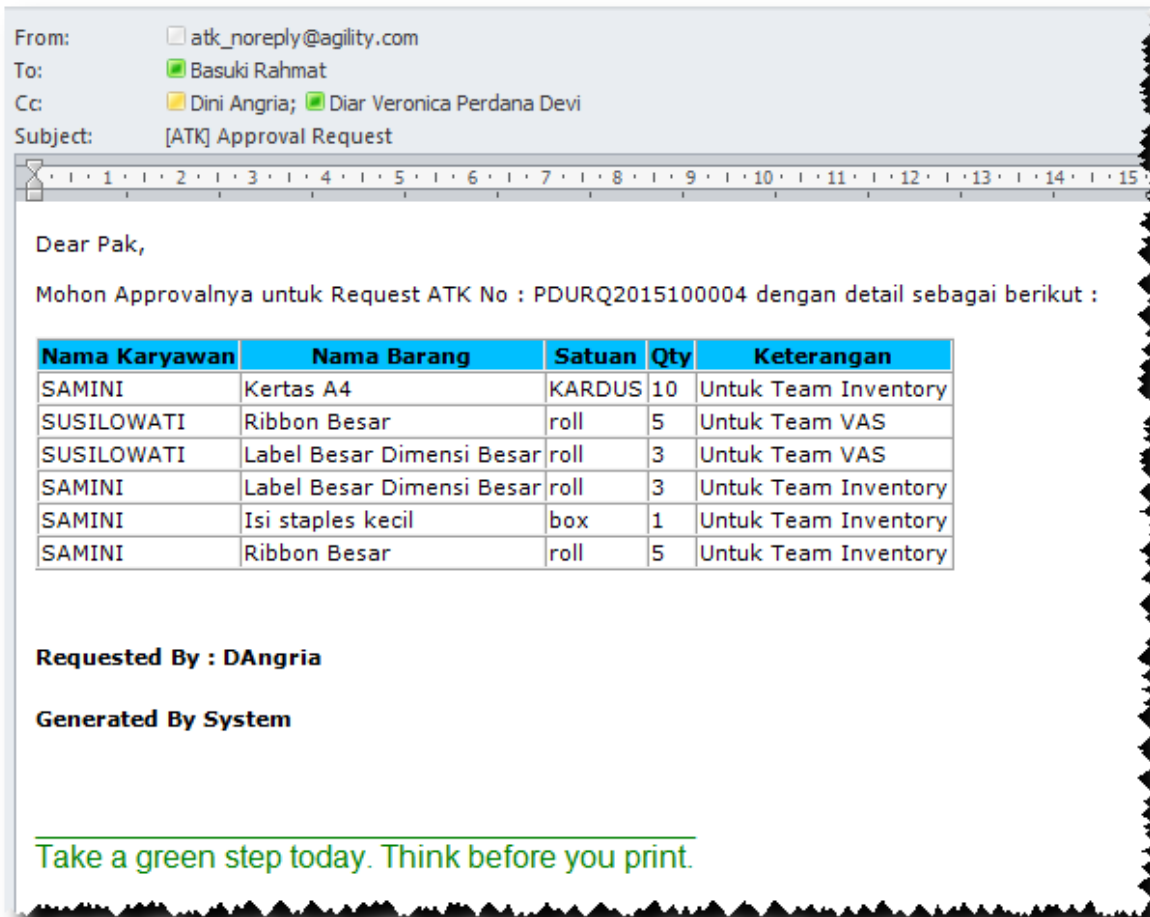 From: atk_noreply@agility.com
To: Basuki Rahmat
Cc: Dini Angria; Diar Veronica Perdana Devi
Subject: [ATK] Approval Request
1 2 3 4 5 6 7 8 9 10 11 12 13 14 15
Dear Pak,
Mohon Approvalnya untuk Request ATK No : PDURQ2015100004 dengan detail sebagai berikut :
Nama Karyawan Nama Barang Satuan Qty Keterangan
SAMINI Kertas A4 KARDUS 10 Untuk Team Inventory
SUSILOWATI Ribbon Besar roll 5 Untuk Team VAS
SUSILOWATI Label Besar Dimensi Besar roll 3 Untuk Team VAS
SAMINI Label Besar Dimensi Besar roll 3 Untuk Team Inventory
SAMINI Isi staples kecil box 1 Untuk Team Inventory
SAMINI Ribbon Besar roll 5 Untuk Team Inventory
Requested By : DAngria
Generated By System
Take a green step today. Think before you print.